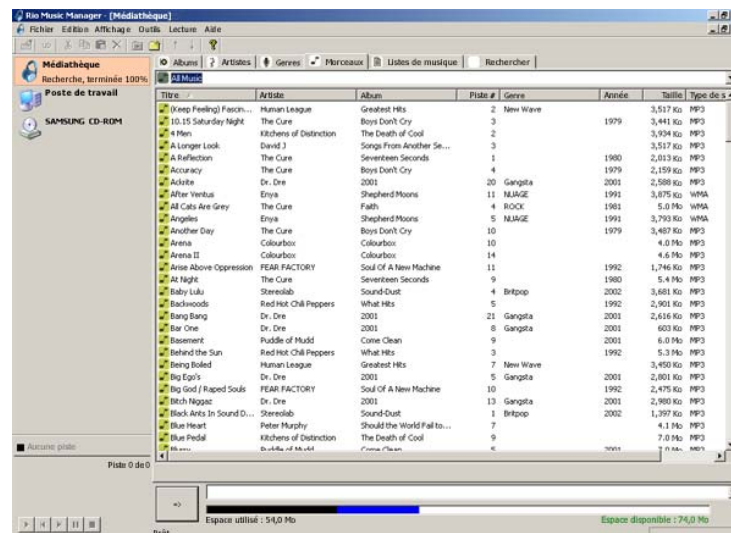 Rio Music Manager - [Médiathèque]
Fichier Edition Affichage Outils Lecture Aide
Médiathèque
Recherche, terminée 100%
Poste de travail
SAMSUNG CD-ROM
Albums Artistes Genres Morceaux Listes de musique Rechercher
All Music
Titre Artiste Album Piste # Genre Année Taille Type de s
(Keep Feeling) Fascin... Human League Greatest Hits 2 New Wave 3,517 Ko MP3
10.15 Saturday Night The Cure Boys Don't Cry 3 1979 3,441 Ko MP3
4 Men Kitchens of Distinction The Death of Cool 2 3,934 Ko MP3
A Longer Look David J Songs From Another Se... 3 3,517 Ko MP3
A Reflection The Cure Seventeen Seconds 1 1980 2,013 Ko MP3
Accuracy The Cure Boys Don't Cry 4 1979 2,159 Ko MP3
Ackrite Dr. Dre 2001 20 Gangsta 2001 2,588 Ko MP3
After Ventus Enya Shepherd Moons 11 NUAGE 1991 3,875 Ko WMA
All Cats Are Grey The Cure Faith 4 ROCK 1981 5.0 Mo WMA
Angeles Enya Shepherd Moons 5 NUAGE 1991 3,793 Ko WMA
Another Day The Cure Boys Don't Cry 10 1979 3,487 Ko MP3
Arena Colourbox Colourbox 10 4.0 Mo MP3
Arena II Colourbox Colourbox 14 4.6 Mo MP3
Arise Above Oppression FEAR FACTORY Soul Of A New Machine 11 1992 1,746 Ko MP3
At Night The Cure Seventeen Seconds 9 1980 5.4 Mo MP3
Baby Lulu Stereolab Sound-Dust 4 Britpop 2002 3,681 Ko MP3
Backwoods Red Hot Chili Peppers What Hits 5 1992 2,901 Ko MP3
Bang Bang Dr. Dre 2001 21 Gangsta 2001 2,616 Ko MP3
Bar One Dr. Dre 2001 8 Gangsta 2001 603 Ko MP3
Basement Puddle of Mudd Come Clean 9 2001 6.0 Mo MP3
Behind the Sun Red Hot Chili Peppers What Hits 3 1992 5.3 Mo MP3
Being Boiled Human League Greatest Hits 7 New Wave 3,450 Ko MP3
Big Ego's Dr. Dre 2001 5 Gangsta 2001 2,801 Ko MP3
Big God / Raped Souls FEAR FACTORY Soul Of A New Machine 10 1992 2,475 Ko MP3
Bitch Niggaz Dr. Dre 2001 13 Gangsta 2001 2,980 Ko MP3
Black Ants In Sound D... Stereolab Sound-Dust 1 Britpop 2002 1,397 Ko MP3
Blue Heart Peter Murphy Should the World Fail to... 7 4.1 Mo MP3
Blue Pedal Kitchens of Distinction The Death of Cool 9 7.0 Mo MP3
Blurry Puddle of Mudd Come Clean 5 2001 7.0 Mo MP3
Aucune piste
Piste 0 de 0
=>
Espace utilisé : 54,0 Mo Espace disponible : 74,0 Mo
Prêt